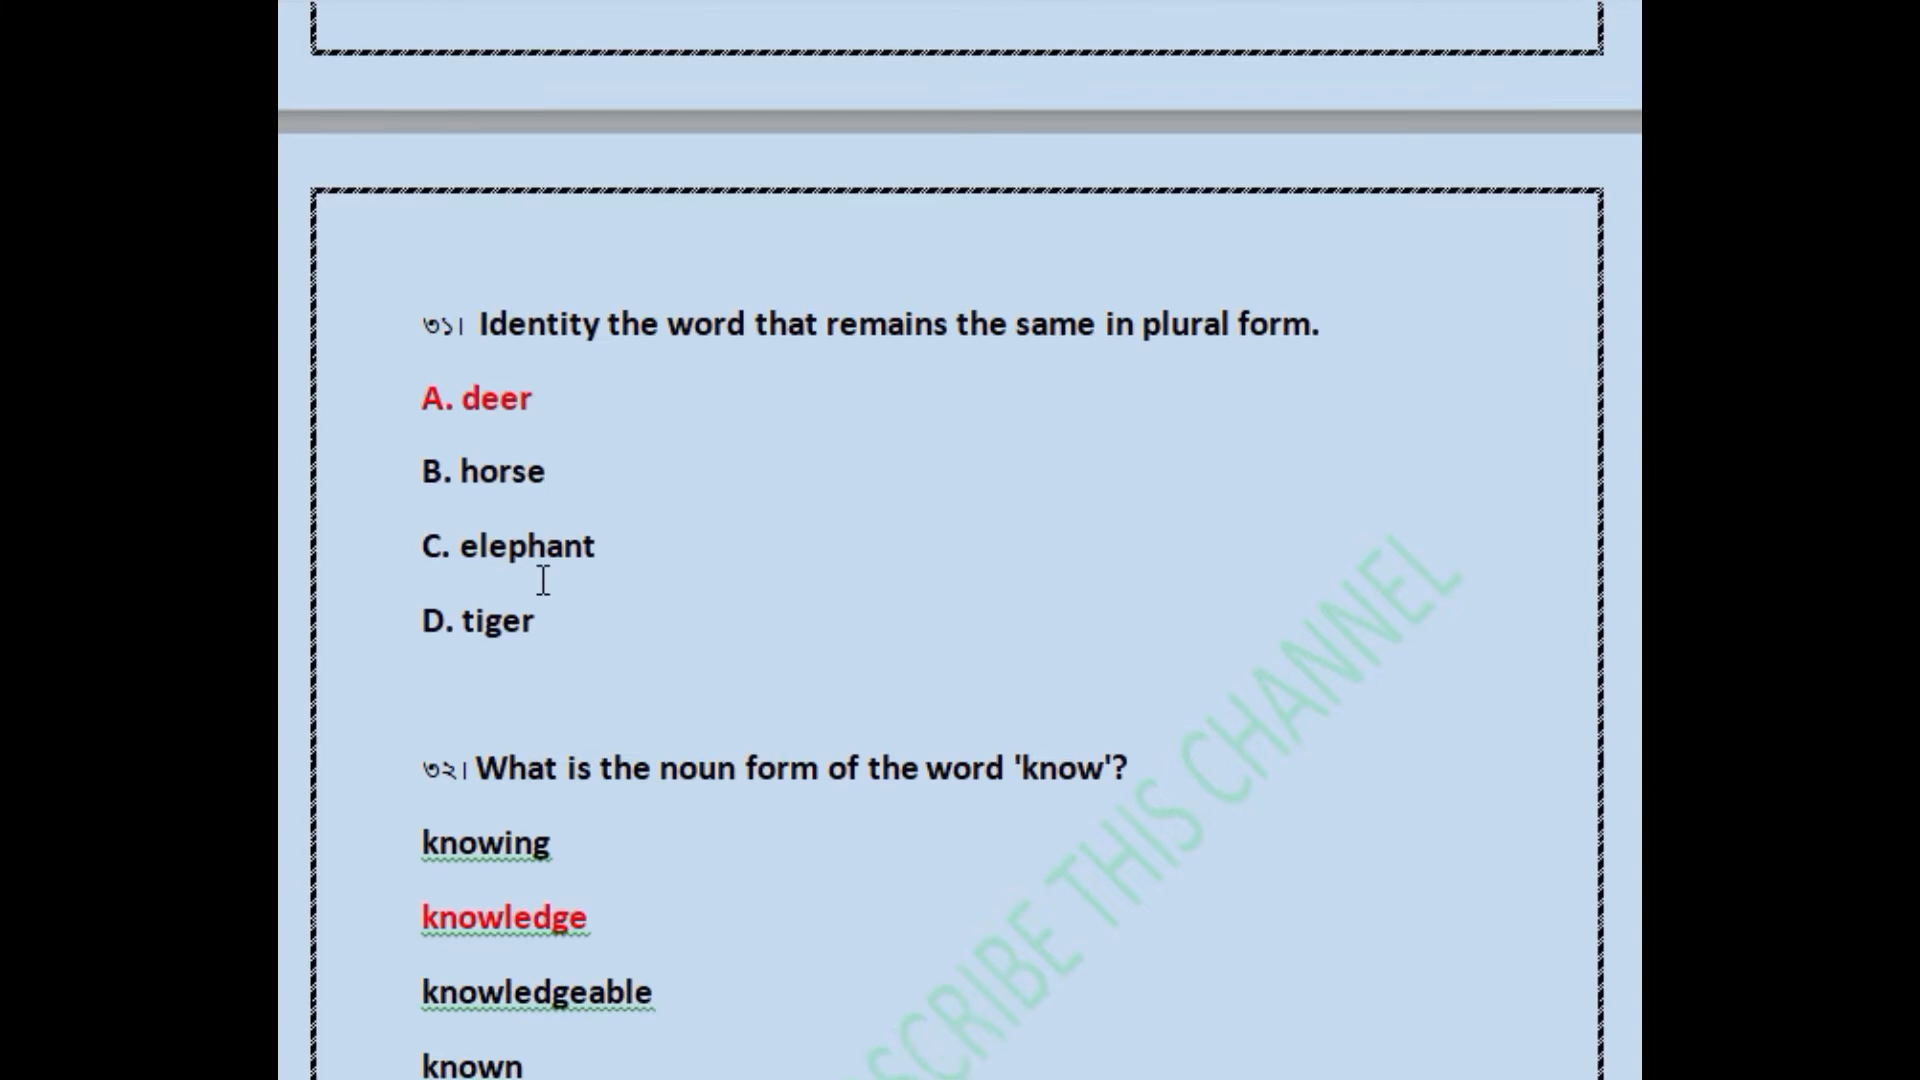 ৩১। Identity the word that remains the same in plural form.
A. deer
B. horse
C. elephant
D. tiger
৩২। What is the noun form of the word 'know'?
knowing
knowledge
knowledgeable
known
SCRIBE THIS CHANNEL